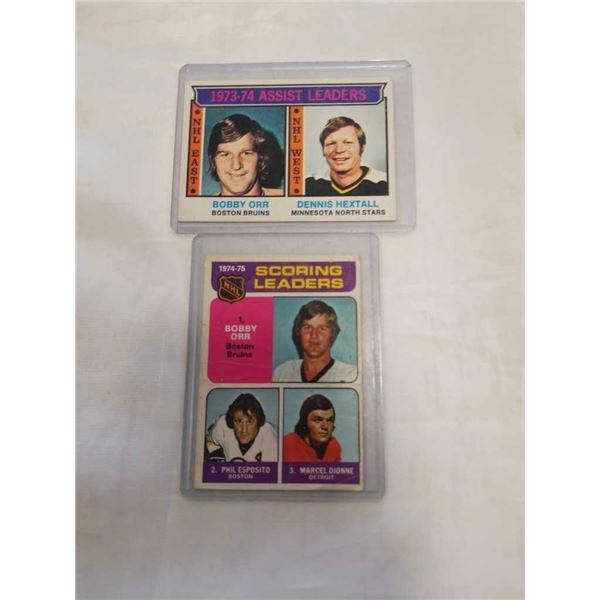 1973-74 ASSIST LEADERS
NHL EAST
NHL WEST
BOBBY ORR
BOSTON BRUINS
DENNIS HEXTALL
MINNESOTA NORTH STARS
1974-75
NHL
SCORING
LEADERS
1.
BOBBY
ORR
Boston
Bruins
2. PHIL ESPOSITO
BOSTON
3. MARCEL DIONNE
DETROIT